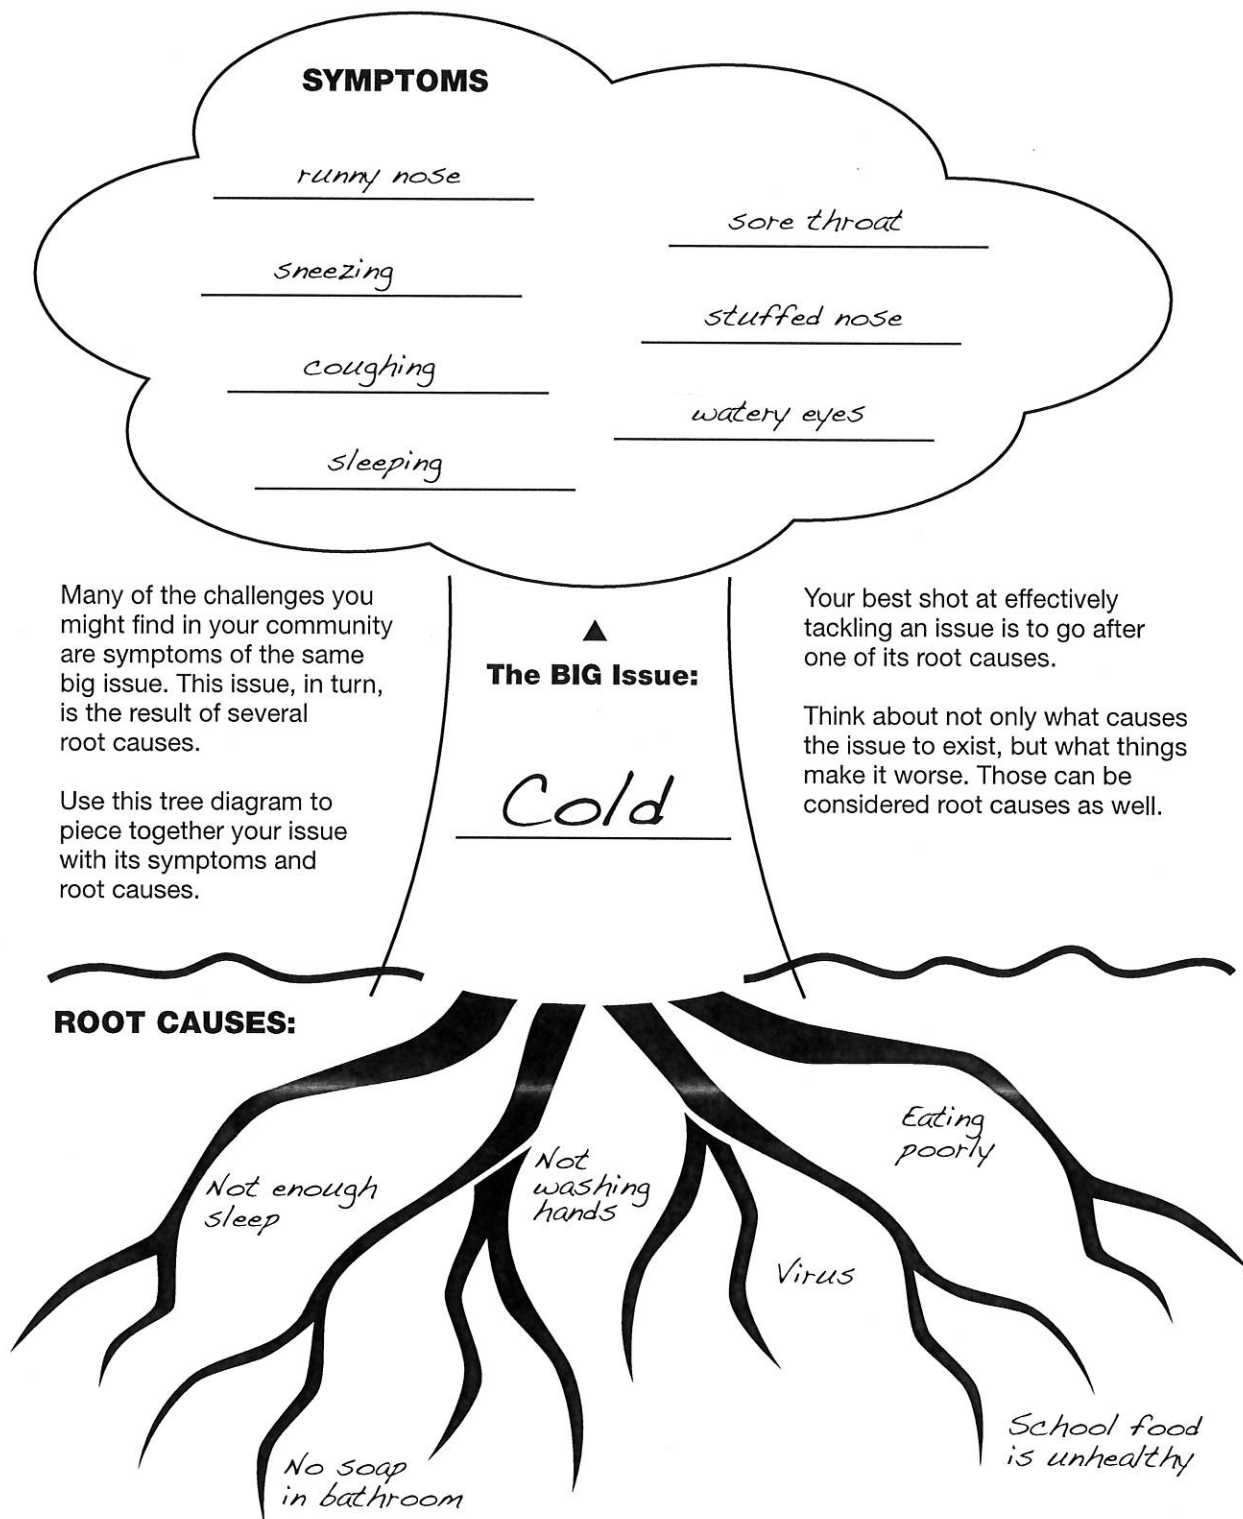 SYMPTOMS
runny nose
sneezing
coughing
sleeping
sore throat
stuffed nose
watery eyes
Many of the challenges you
might find in your community
are symptoms of the same
big issue. This issue, in turn,
is the result of several
root causes.
Use this tree diagram to
piece together your issue
with its symptoms and
root causes.
The BIG Issue:
Cold
Your best shot at effectively
tackling an issue is to go after
one of its root causes.
Think about not only what causes
the issue to exist, but what things
make it worse. Those can be
considered root causes as well.
ROOT CAUSES:
Not enough
sleep
Not
washing
hands
Virus
Eating
poorly
No soap
in bathroom
School food
is unhealthy